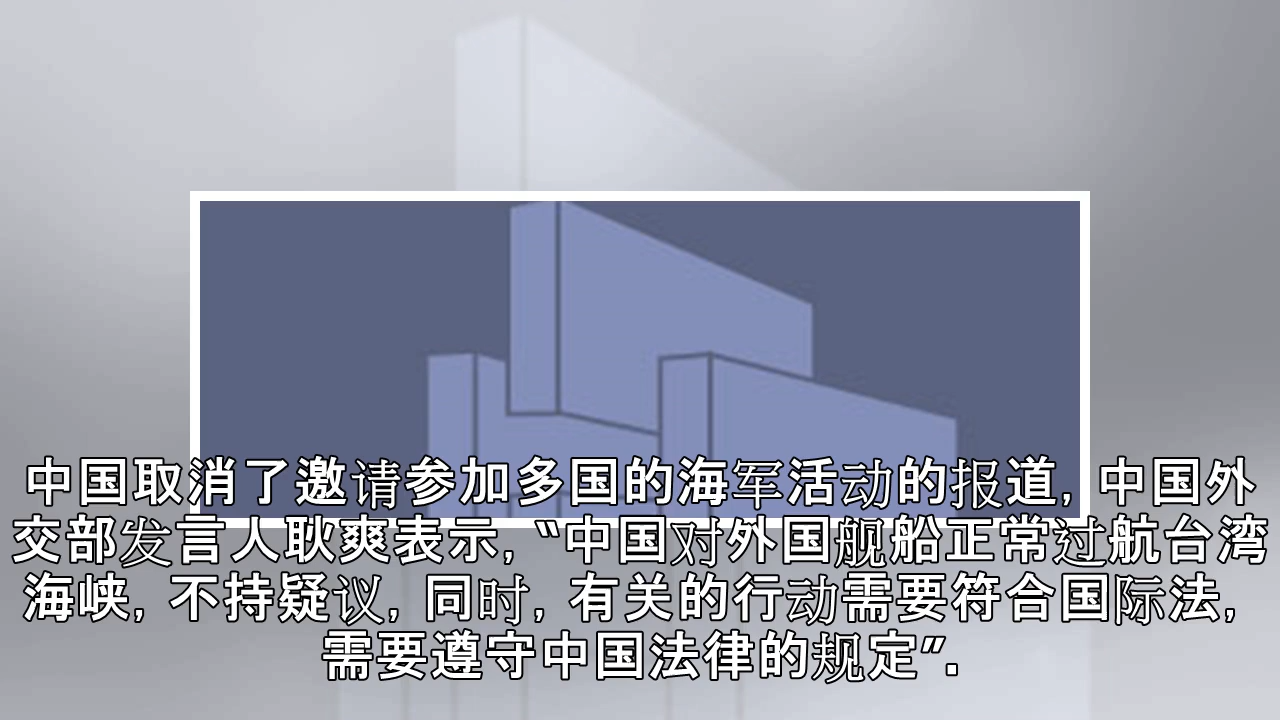 中国取消了邀请参加多国的海军活动的报道, 中国外
交部发言人耿爽表示, “中国对外国舰船正常过航台湾
海峡, 不持疑议, 同时, 有关的行动需要符合国际法,
需要遵守中国法律的规定”.